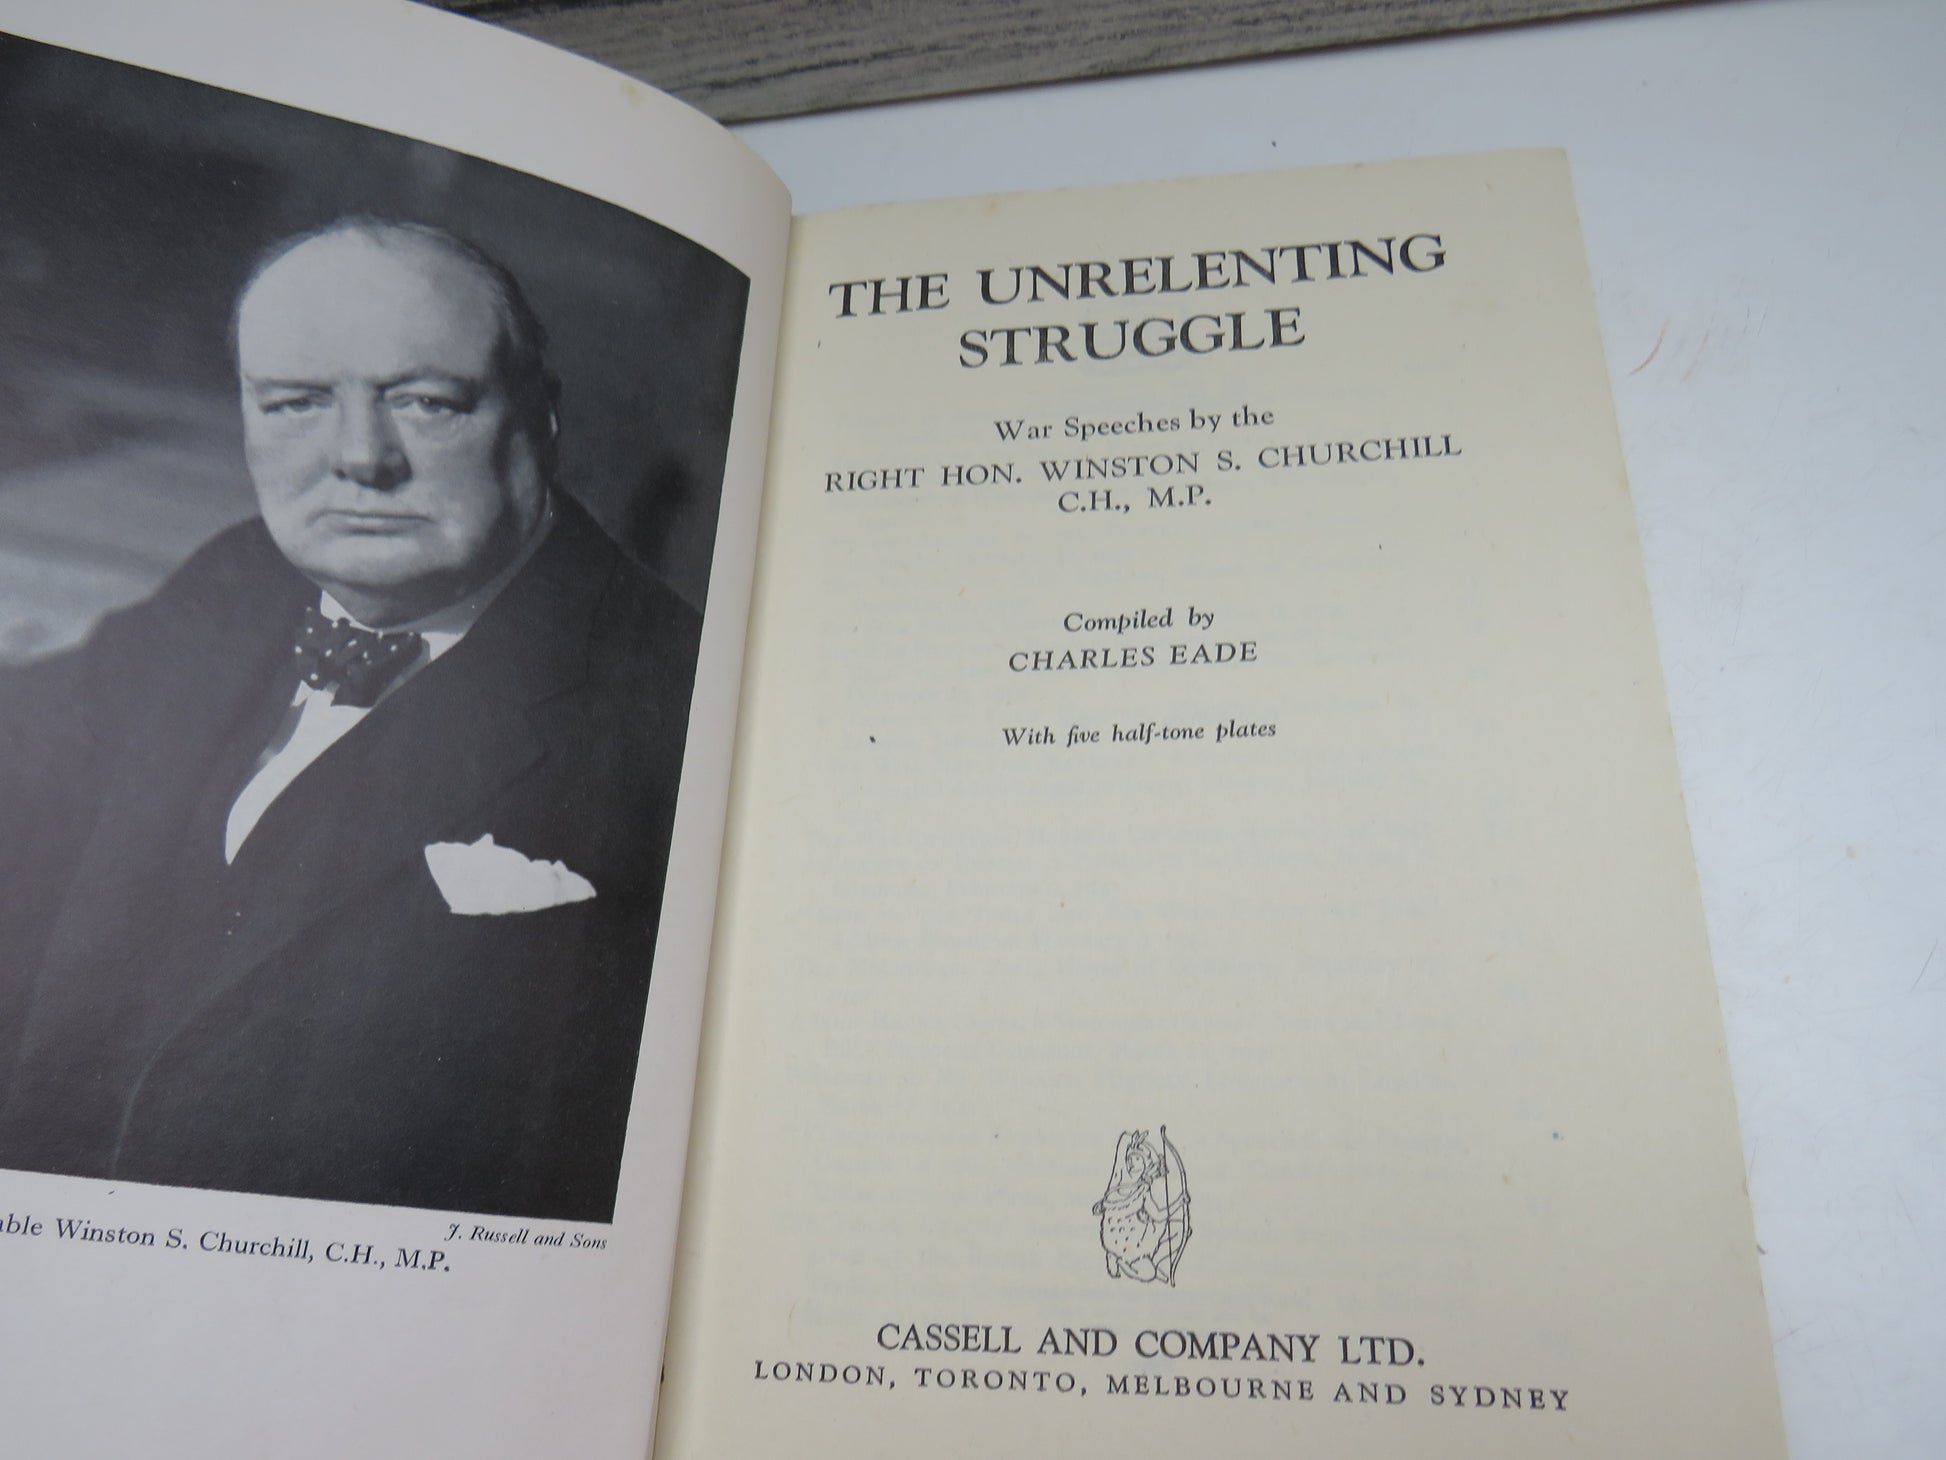 J. Russell and Sons
Winston S. Churchill, C.H., M.P.
THE UNRELENTING
STRUGGLE
War Speeches by the
RIGHT HON. WINSTON S. CHURCHILL
C.H., M.P.
Compiled by
CHARLES EADE
With five half-tone plates
CASSELL AND COMPANY LTD.
LONDON, TORONTO, MELBOURNE AND SYDNEY